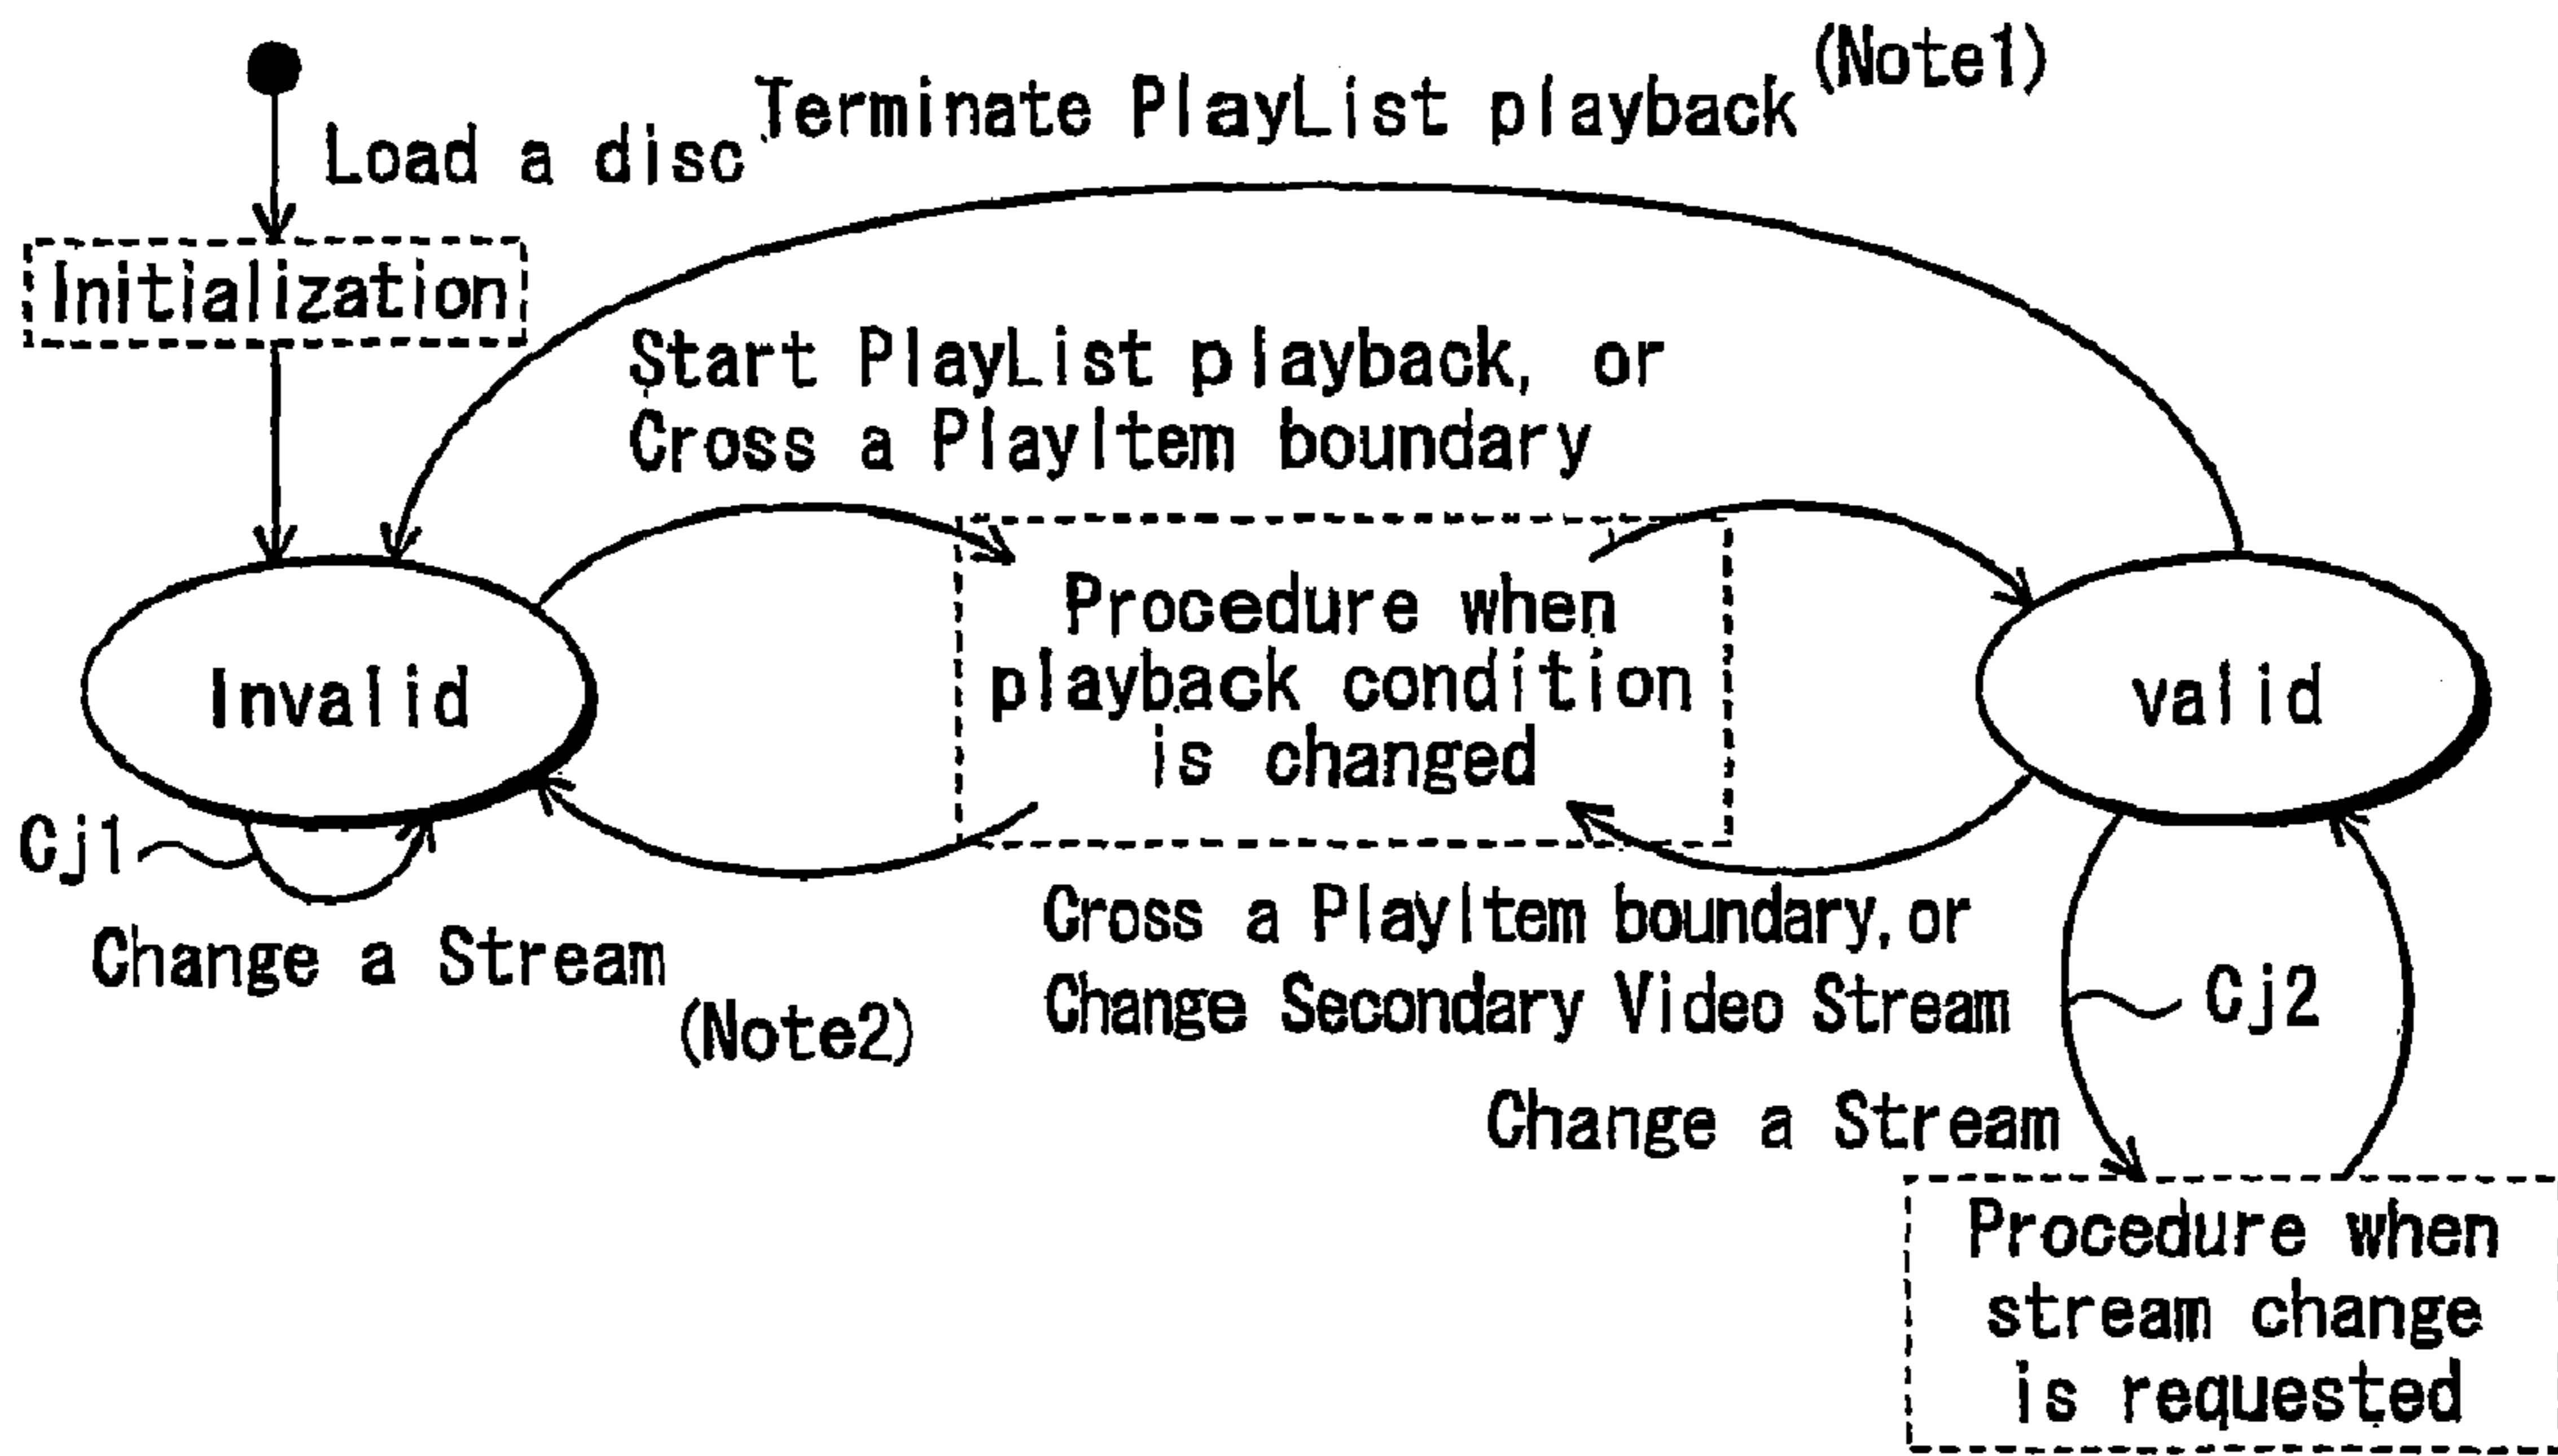 Load a disc
Terminate PlayList playback (Note1)
Initialization
Start PlayList playback, or
Cross a PlayItem boundary
Invalid
Procedure when
playback condition
is changed
valid
Cj1
Change a Stream
(Note2)
Cross a PlayItem boundary, or
Change Secondary Video Stream
Cj2
Change a Stream
Procedure when
stream change
is requested